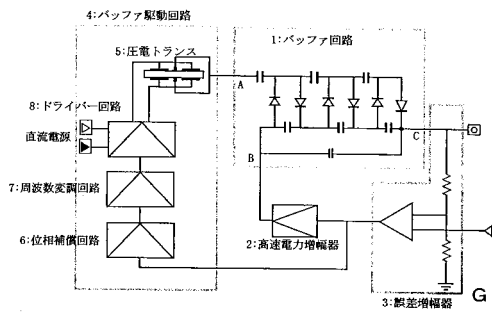 4:バッファ駆動回路
1:バッファ回路
5:圧電トランス
A
8:ドライバー回路
直流電源
C
B
7:周波数変調回路
6:位相補償回路
2:高速電力増幅器
3:誤差増幅器
G